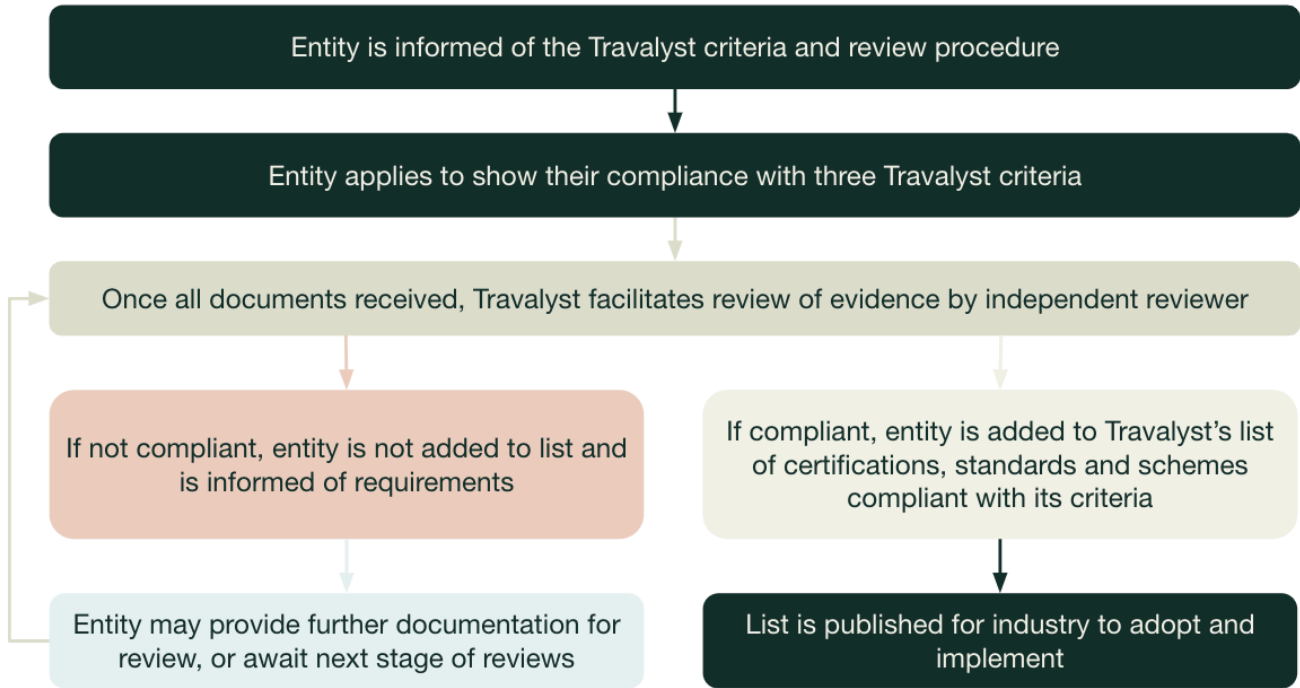 Entity is informed of the Travalyst criteria and review procedure
Entity applies to show their compliance with three Travalyst criteria
Once all documents received, Travalyst facilitates review of evidence by independent reviewer
If not compliant, entity is not added to list and
is informed of requirements
If compliant, entity is added to Travalyst’s list
of certifications, standards and schemes
compliant with its criteria
Entity may provide further documentation for
review, or await next stage of reviews
List is published for industry to adopt and
implement